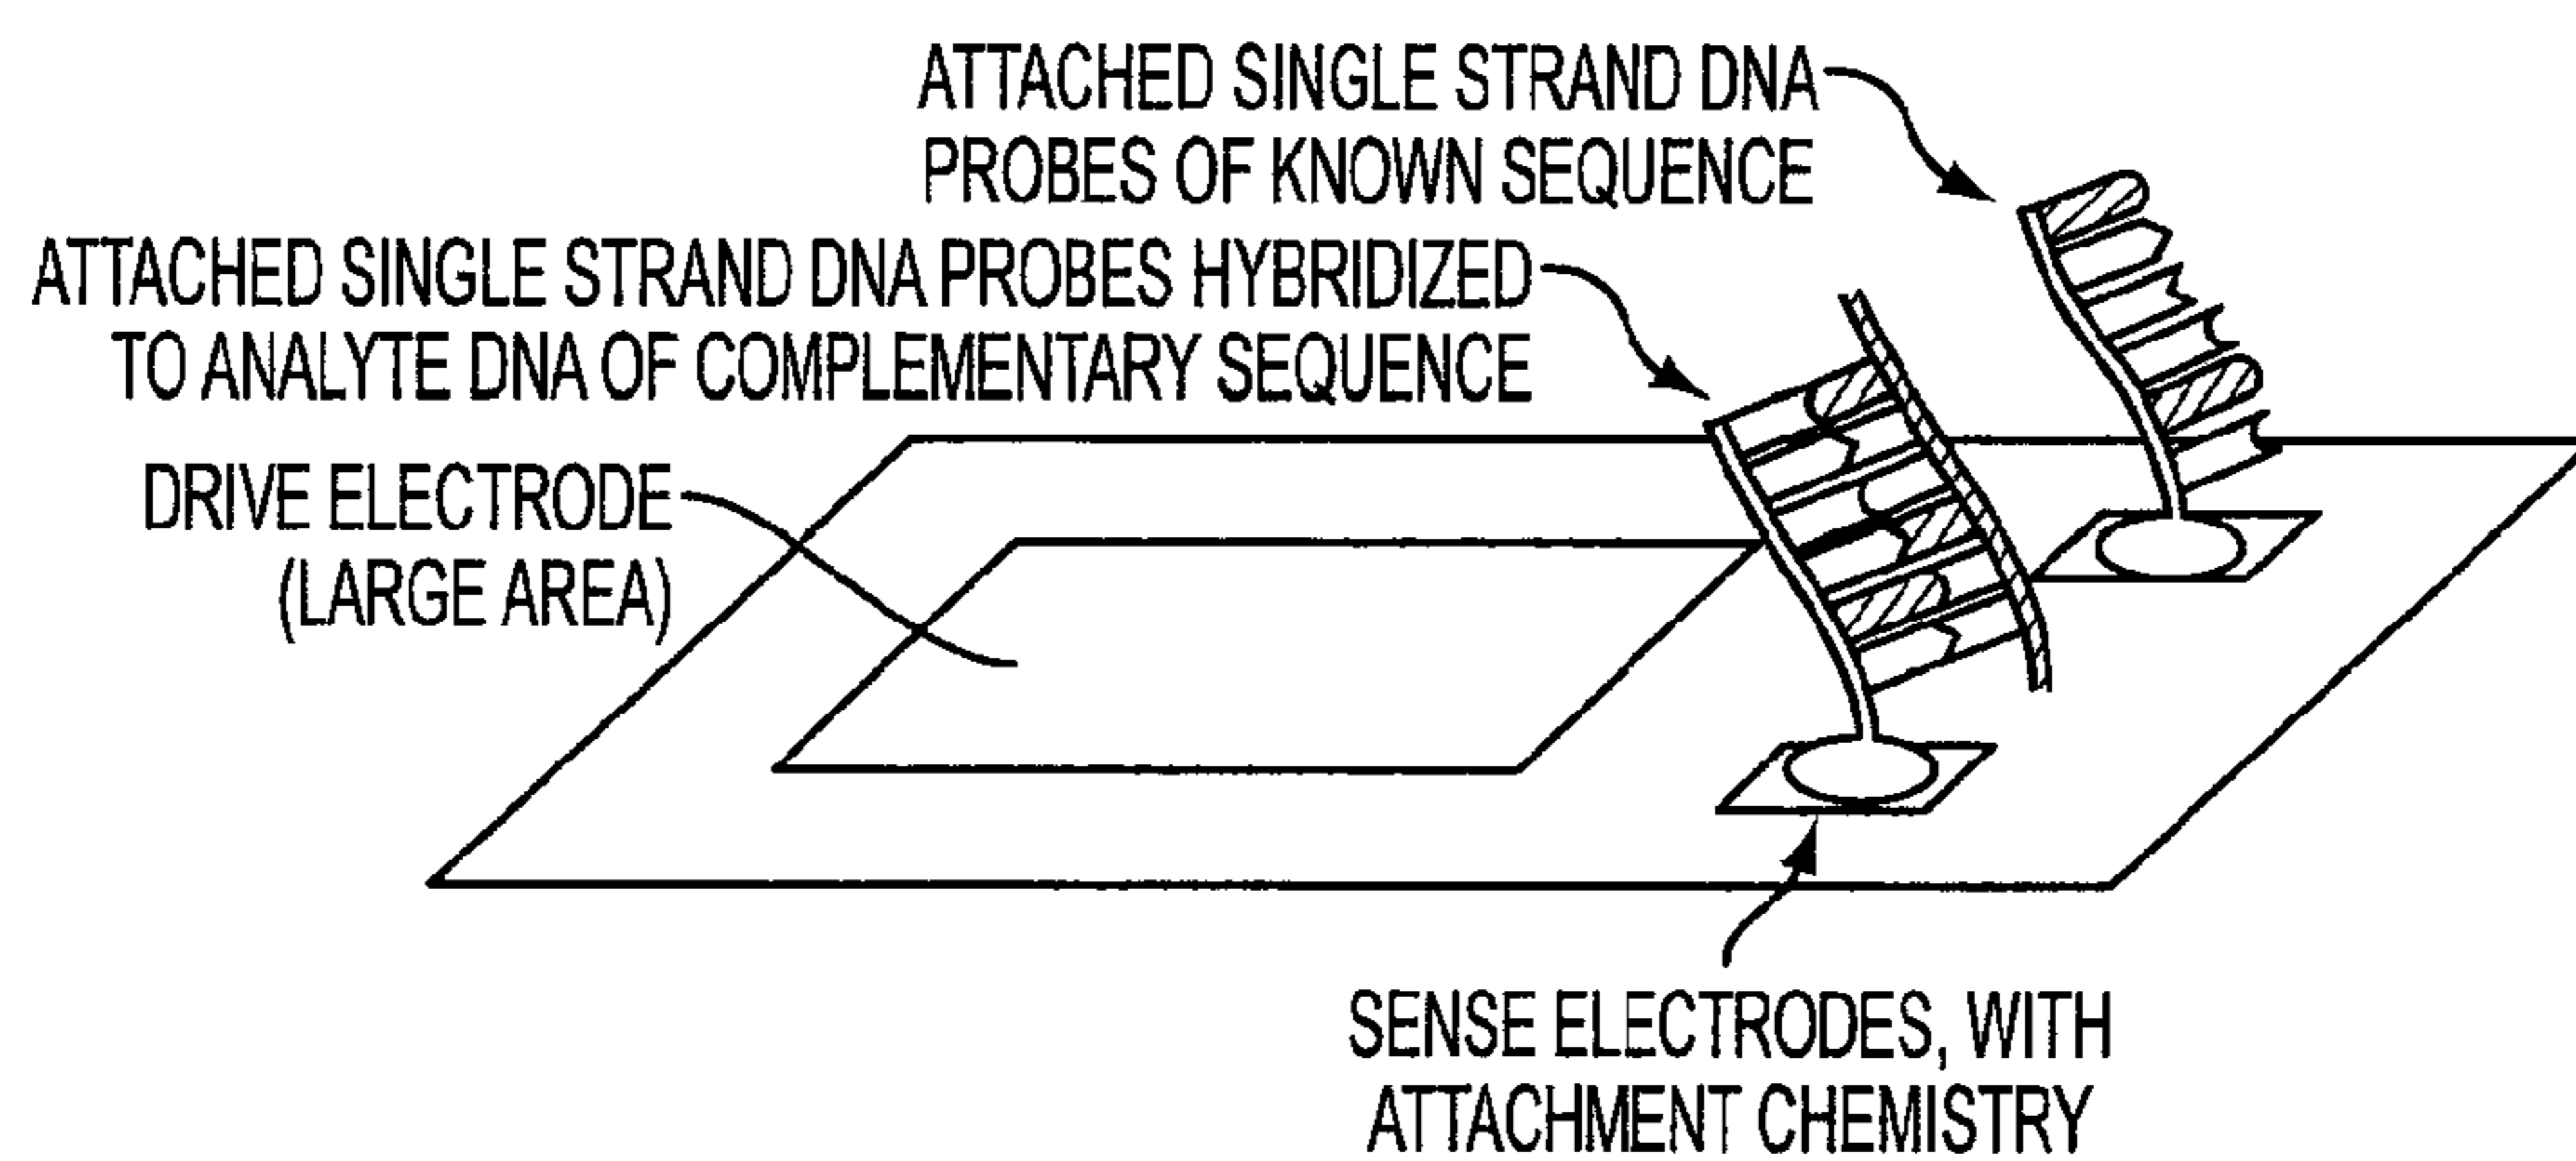 ATTACHED SINGLE STRAND DNA
PROBES OF KNOWN SEQUENCE
ATTACHED SINGLE STRAND DNA PROBES HYBRIDIZED
TO ANALYTE DNA OF COMPLEMENTARY SEQUENCE
DRIVE ELECTRODE
(LARGE AREA)
SENSE ELECTRODES, WITH
ATTACHMENT CHEMISTRY